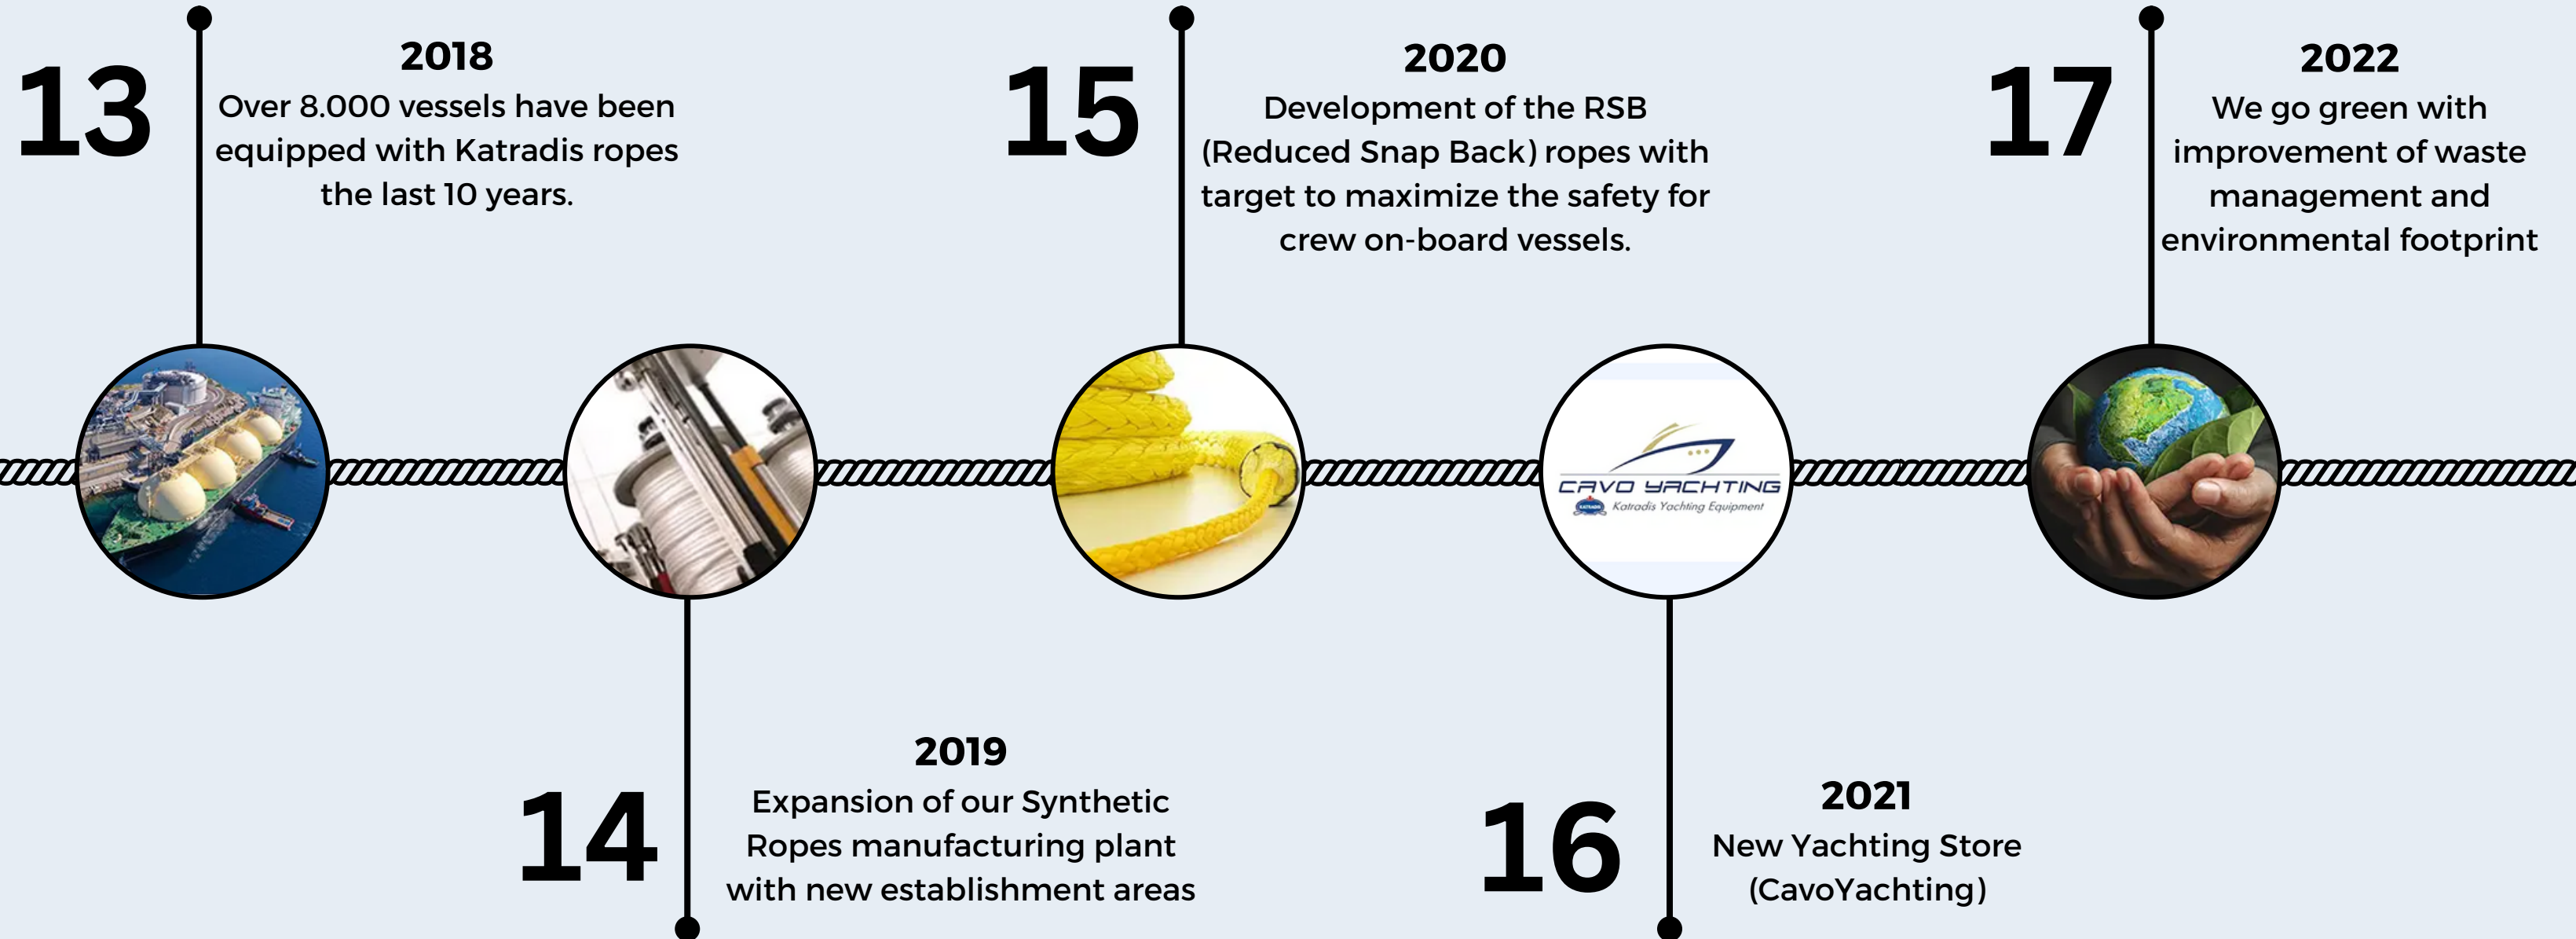 13
2018
Over 8.000 vessels have been
equipped with Katradis ropes
the last 10 years.
14
2019
Expansion of our Synthetic
Ropes manufacturing plant
with new establishment areas
15
2020
Development of the RSB
(Reduced Snap Back) ropes with
target to maximize the safety for
crew on-board vessels.
16
2021
New Yachting Store
(CavoYachting)
CAVO YACHTING
KATRADIS
Katradis Yachting Equipment
17
2022
We go green with
improvement of waste
management and
environmental footprint